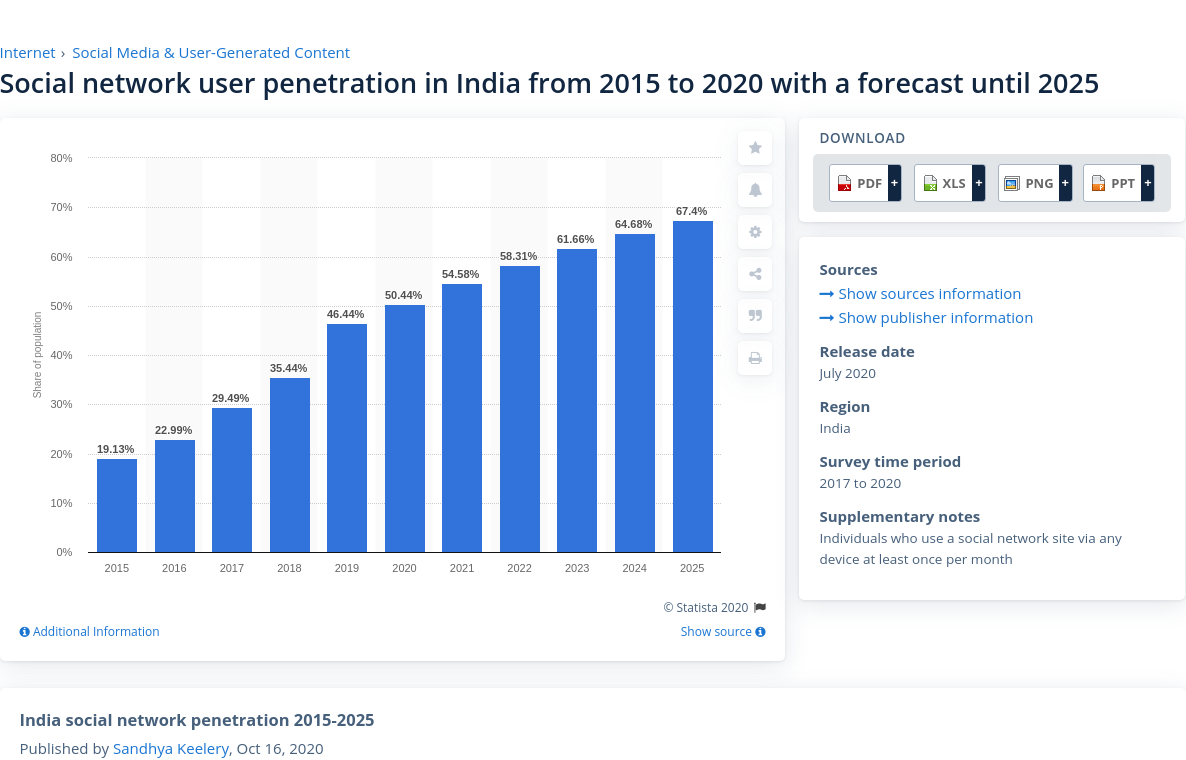 Internet › Social Media & User-Generated Content
Social network user penetration in India from 2015 to 2020 with a forecast until 2025
Share of population
80%
70%
60%
50%
40%
30%
20%
10%
0%
19.13%
22.99%
29.49%
35.44%
46.44%
50.44%
54.58%
58.31%
61.66%
64.68%
67.4%
2015 2016 2017 2018 2019 2020 2021 2022 2023 2024 2025
© Statista 2020
Additional Information
Show source
DOWNLOAD
PDF + XLS + PNG + PPT +
Sources
Show sources information
Show publisher information
Release date
July 2020
Region
India
Survey time period
2017 to 2020
Supplementary notes
Individuals who use a social network site via any
device at least once per month
India social network penetration 2015-2025
Published by Sandhya Keelery, Oct 16, 2020